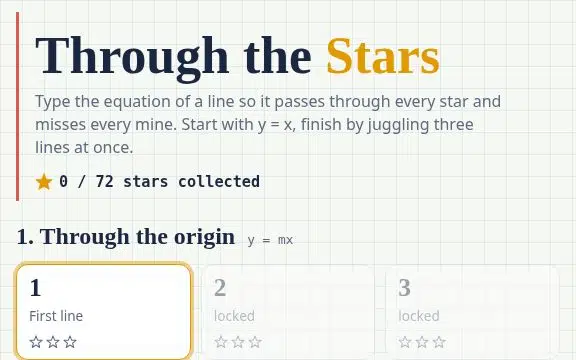 Through the Stars
Type the equation of a line so it passes through every star and
misses every mine. Start with y = x, finish by juggling three
lines at once.
0 / 72 stars collected
1. Through the origin y = mx
1 2 3
First line locked locked